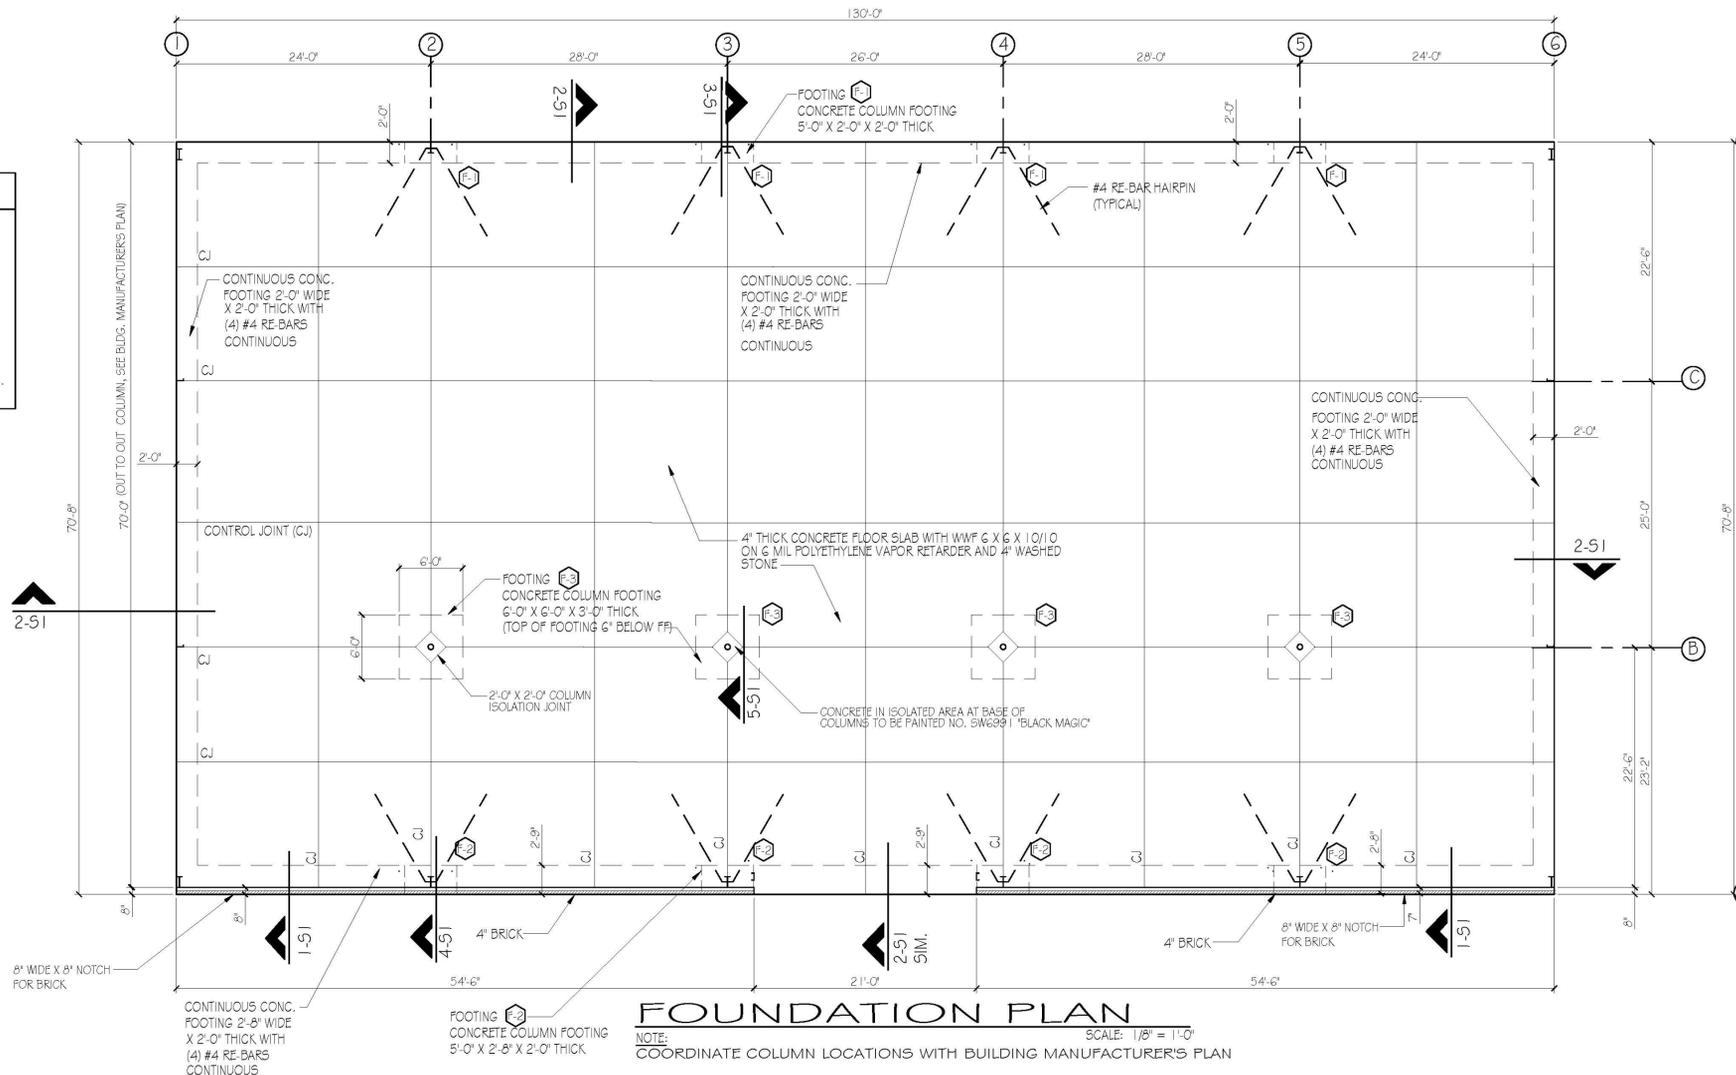 130'-0"
1
2
3
4
5
6
24'-0"
28'-0"
26'-0"
28'-0"
24'-0"
2-S1
3-S1
FOOTING F-1
CONCRETE COLUMN FOOTING
5'-0" X 2'-0" X 2'-0" THICK
2'-0"
2'-0"
F-1
F-1
F-1
F-1
#4 RE-BAR HAIRPIN
(TYPICAL)
CJ
CONTINUOUS CONC.
FOOTING 2'-0" WIDE
X 2'-0" THICK WITH
(4) #4 RE-BARS
CONTINUOUS
CONTINUOUS CONC.
FOOTING 2'-0" WIDE
X 2'-0" THICK WITH
(4) #4 RE-BARS
CONTINUOUS
22'-6"
CJ
C
CONTINUOUS CONC.
FOOTING 2'-0" WIDE
X 2'-0" THICK WITH
(4) #4 RE-BARS
CONTINUOUS
2'-0"
2'-0"
70'-8"
70'-0" (OUT TO OUT COLUMN, SEE BLDG. MANUFACTURER'S PLAN)
25'-0"
70'-8"
CONTROL JOINT (CJ)
4" THICK CONCRETE FLOOR SLAB WITH WWF 6 X 6 X 10/10
ON 6 MIL POLYETHYLENE VAPOR RETARDER AND 4" WASHED
STONE
2-S1
6'-0"
FOOTING F-3
CONCRETE COLUMN FOOTING
6'-0" X 6'-0" X 3'-0" THICK
(TOP OF FOOTING 6" BELOW FF)
2-S1
F-3
F-3
F-3
6'-0"
B
CJ
2'-0" X 2'-0" COLUMN
ISOLATION JOINT
5-S1
CONCRETE IN ISOLATED AREA AT BASE OF
COLUMNS TO BE PAINTED NO. SW6991 "BLACK MAGIC"
CJ
22'-6"
23'-2"
CJ
CJ
CJ
CJ
F-2
F-2
F-2
F-2
2'-9"
2'-9"
2'-8"
CJ
CJ
CJ
CJ
CJ
8"
8"
7"
8"
1-S1
4-S1
4" BRICK
2-S1
SIM.
4" BRICK
8" WIDE X 8" NOTCH
FOR BRICK
1-S1
8" WIDE X 8" NOTCH
FOR BRICK
54'-6"
21'-0"
54'-6"
CONTINUOUS CONC.
FOOTING 2'-8" WIDE
X 2'-0" THICK WITH
(4) #4 RE-BARS
CONTINUOUS
FOOTING F-2
CONCRETE COLUMN FOOTING
5'-0" X 2'-8" X 2'-0" THICK
FOUNDATION PLAN
NOTE:
SCALE: 1/8" = 1'-0"
COORDINATE COLUMN LOCATIONS WITH BUILDING MANUFACTURER'S PLAN